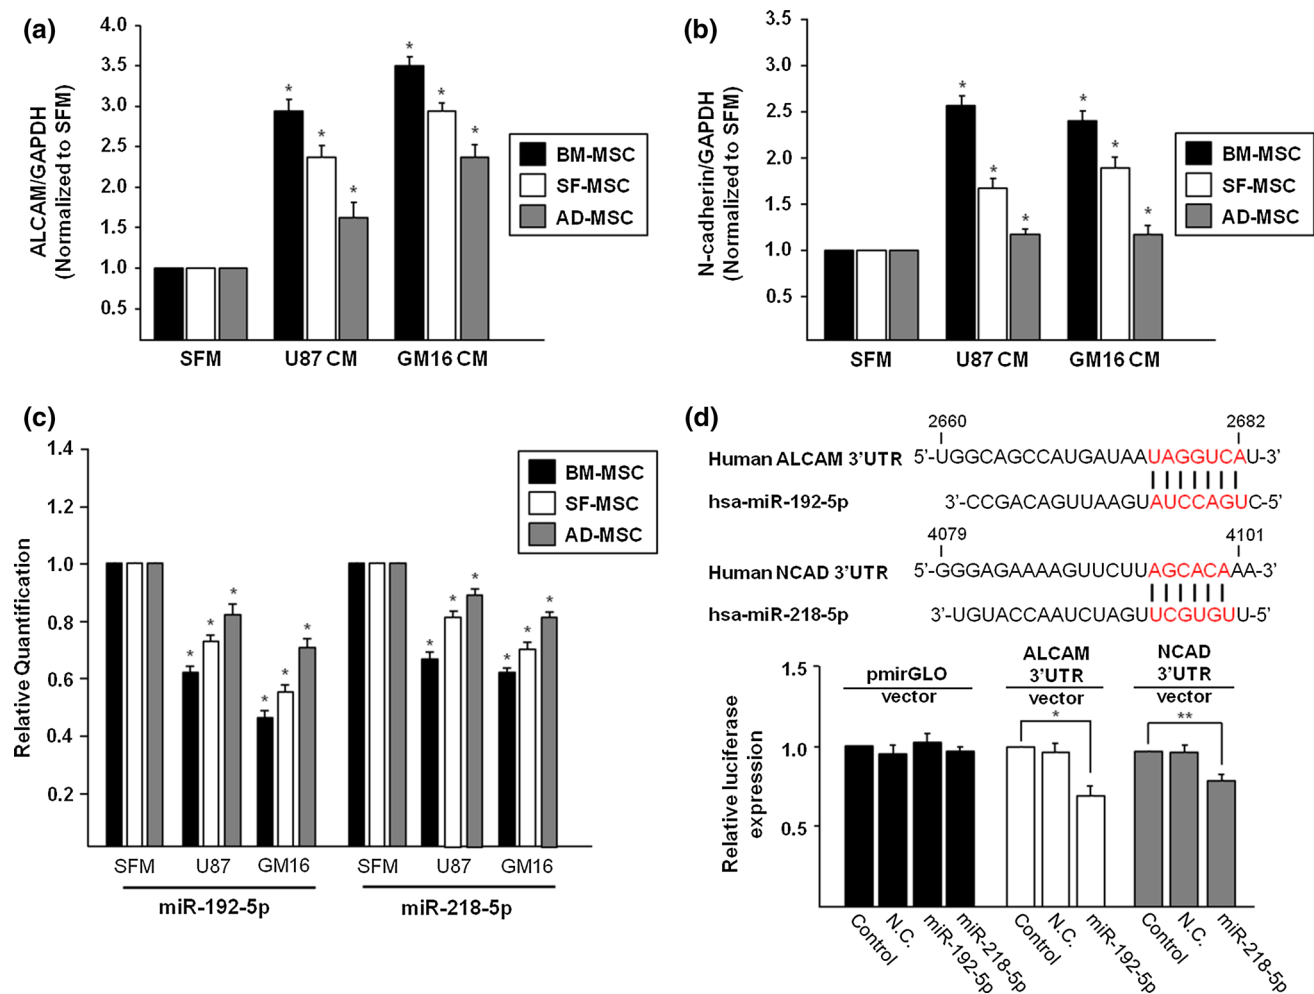 (a)
ALCAM/GAPDH
(Normalized to SFM)
4.0
3.5
3.0
2.5
2.0
1.5
1.0
0.5
*
*
*
*
*
*
SFM
U87 CM
GM16 CM
BM-MSC
SF-MSC
AD-MSC
(b)
N-cadherin/GAPDH
(Normalized to SFM)
3.5
3.0
2.5
2.0
1.5
1.0
0.5
*
*
*
*
*
*
SFM
U87 CM
GM16 CM
BM-MSC
SF-MSC
AD-MSC
(c)
Relative Quantification
1.4
1.2
1.0
0.8
0.6
0.4
0.2
*
*
*
*
*
*
*
*
*
*
*
*
SFM
U87
GM16
SFM
U87
GM16
miR-192-5p
miR-218-5p
BM-MSC
SF-MSC
AD-MSC
(d)
2660
2682
Human ALCAM 3’UTR 5’-UGGCAGCCAUGAUAAUAGGUCAU-3’
hsa-miR-192-5p 3’-CCGACAGUUAAGUAUCCAGUC-5’
4079
4101
Human NCAD 3’UTR 5’-GGGAGAAAAGUUCUUAGCACAAA-3’
hsa-miR-218-5p 3’-UGUACCAAUCUAGUUCGUGUU-5’
Relative luciferase
expression
1.5
1.0
0.5
pmirGLO
vector
ALCAM
3’UTR
vector
NCAD
3’UTR
vector
*
**
Control
N.C.
miR-192-5p
miR-218-5p
Control
N.C.
miR-192-5p
Control
N.C.
miR-218-5p